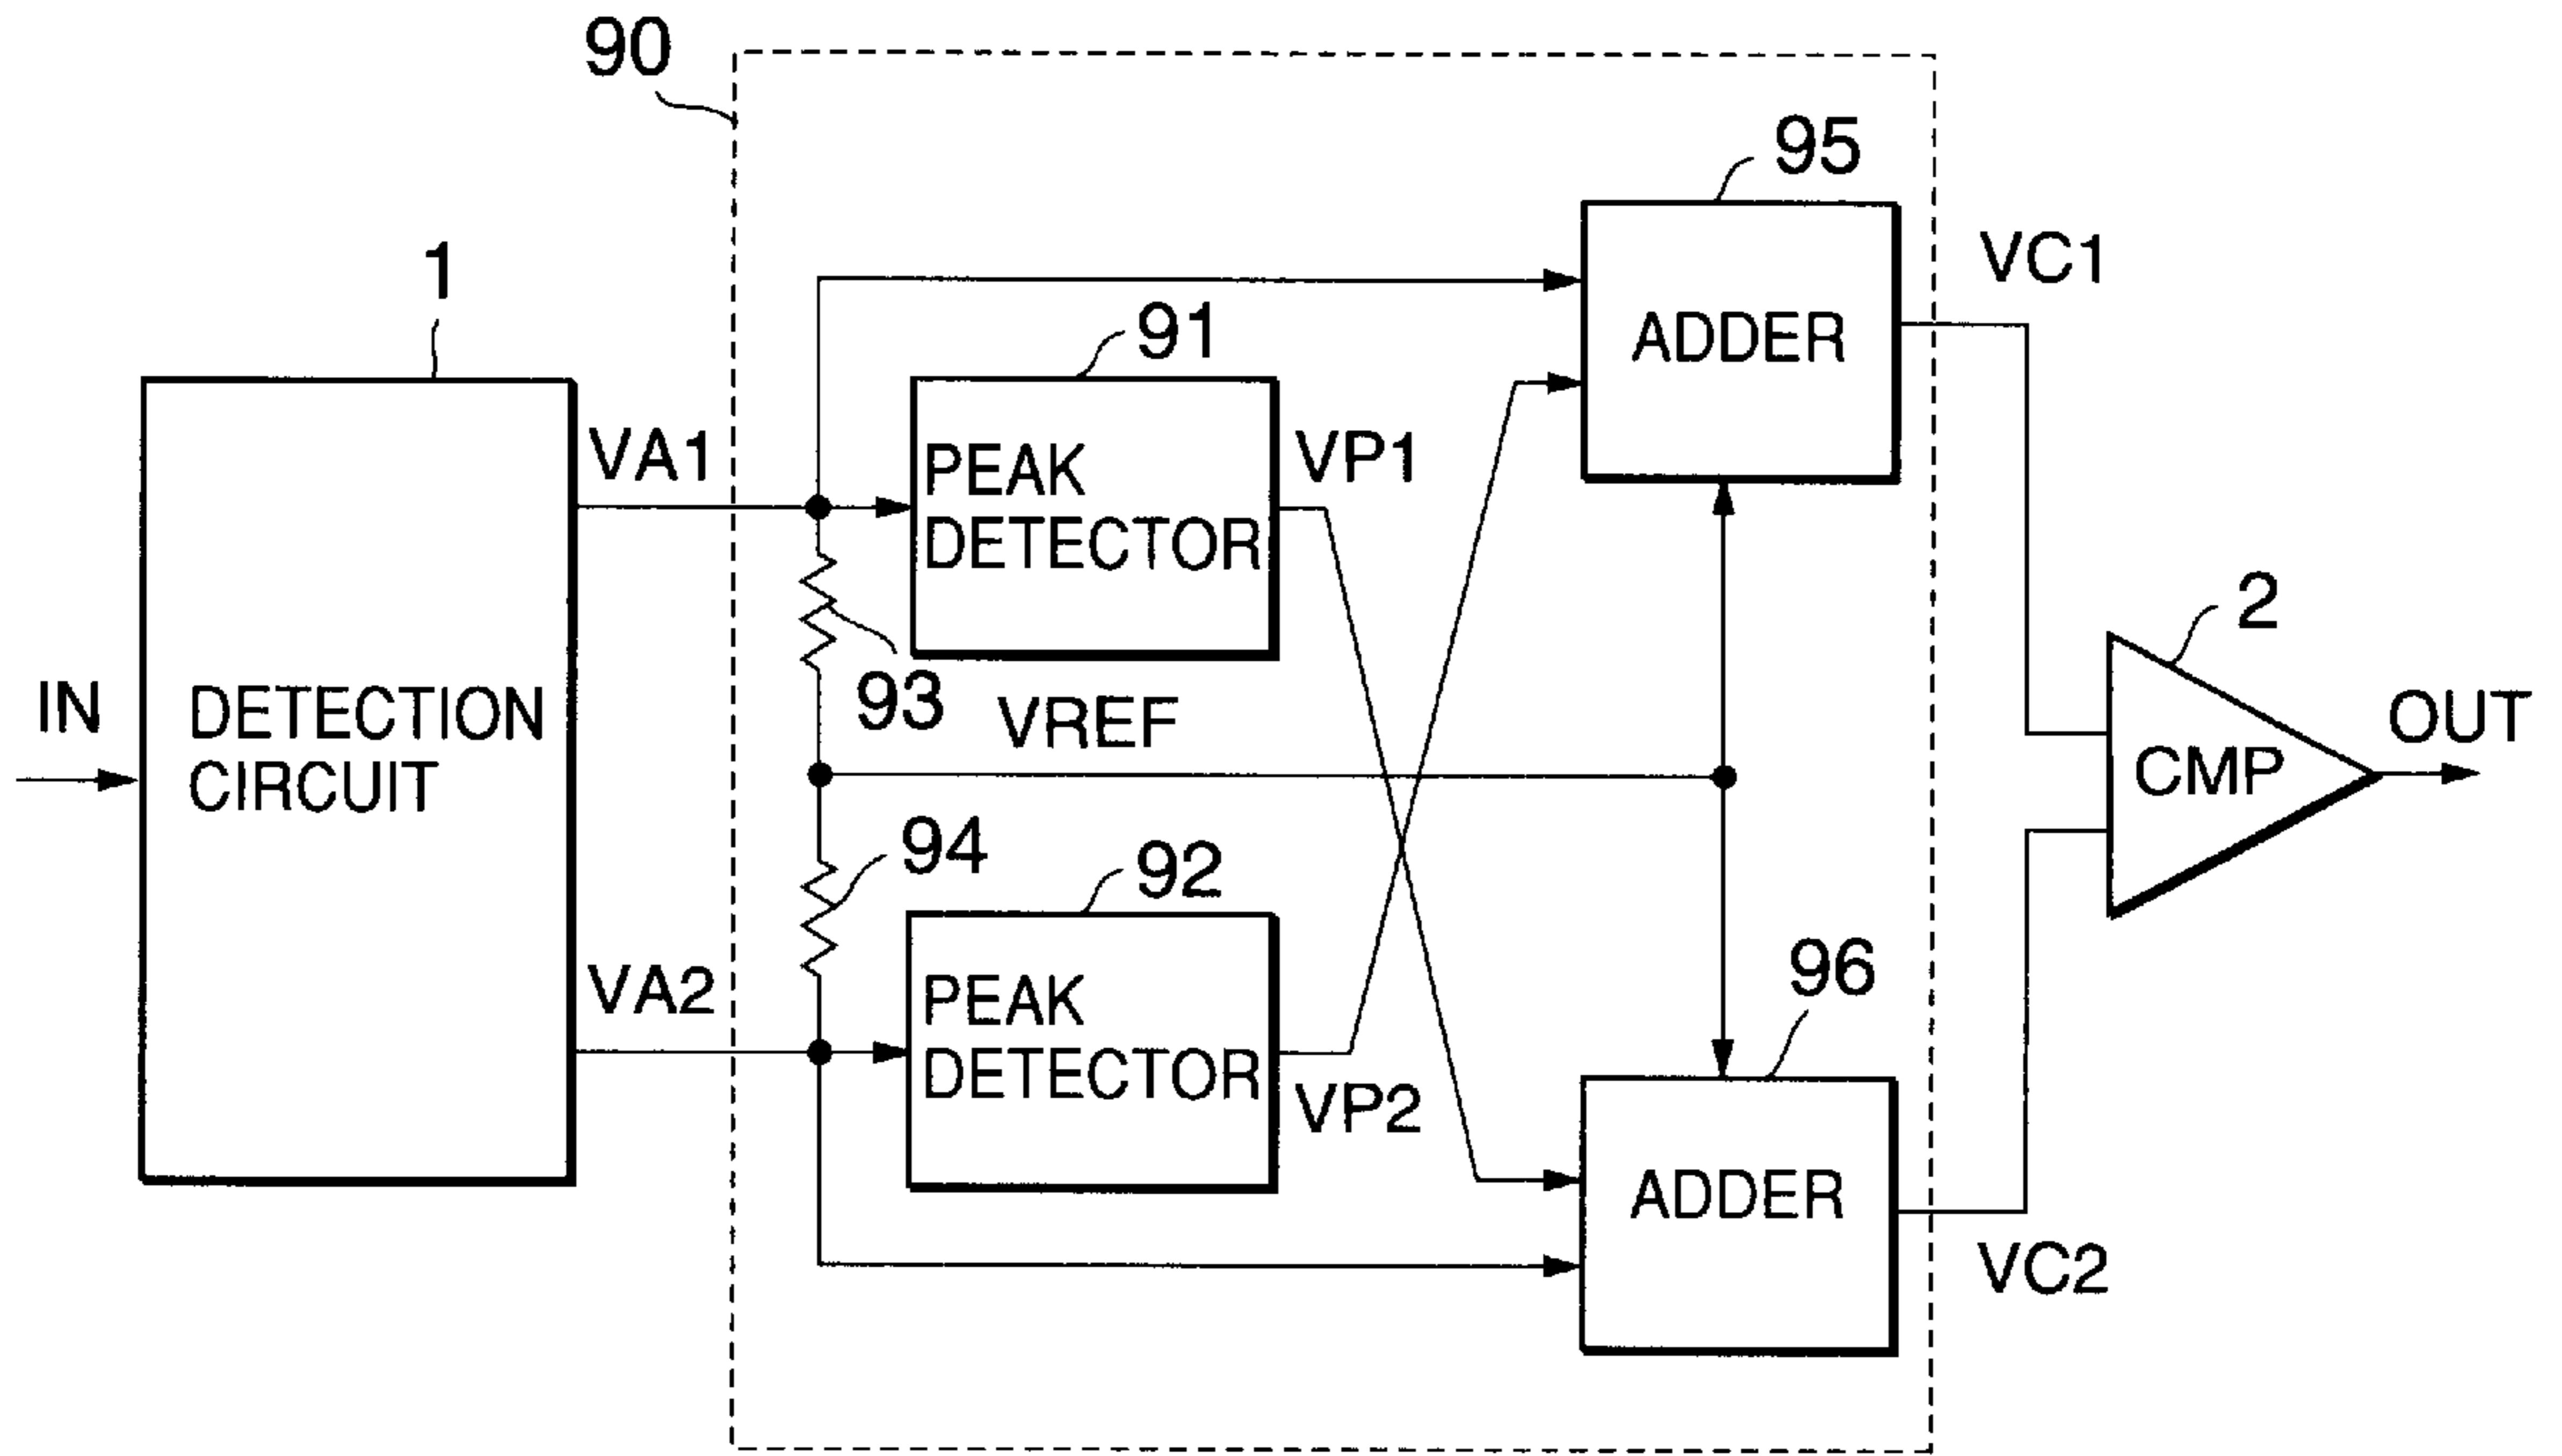 90
95
1
VC1
ADDER
91
VA1
PEAK
DETECTOR
VP1
2
93
VREF
IN
DETECTION
CIRCUIT
OUT
CMP
94
92
96
VA2
PEAK
DETECTOR
VP2
ADDER
VC2